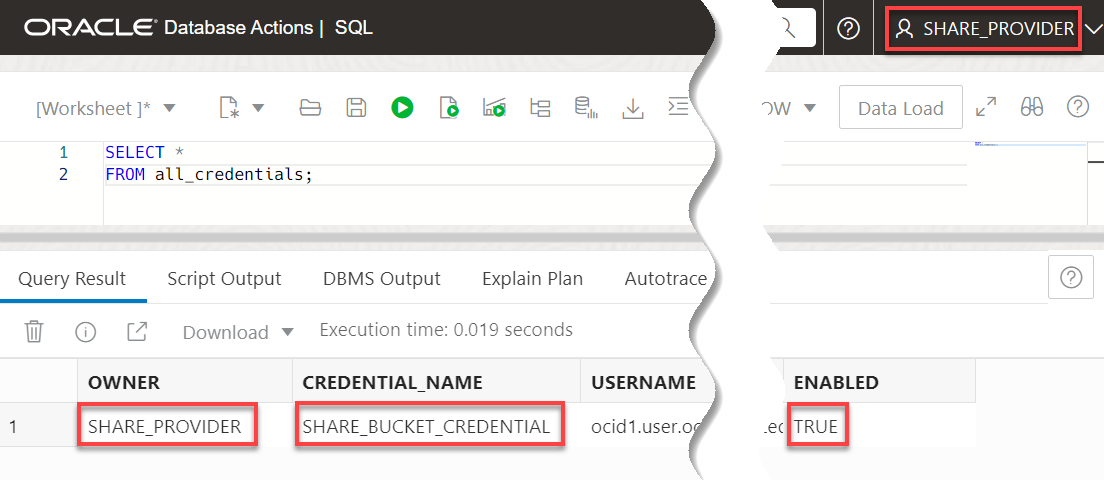 ORACLE Database Actions | SQL
SHARE_PROVIDER
[Worksheet ]*
OW
Data Load
1 SELECT *
2 FROM all_credentials;
Query Result Script Output DBMS Output Explain Plan Autotrace
Download Execution time: 0.019 seconds
OWNER CREDENTIAL_NAME USERNAME ENABLED
1 SHARE_PROVIDER SHARE_BUCKET_CREDENTIAL ocid1.user.oc TRUE